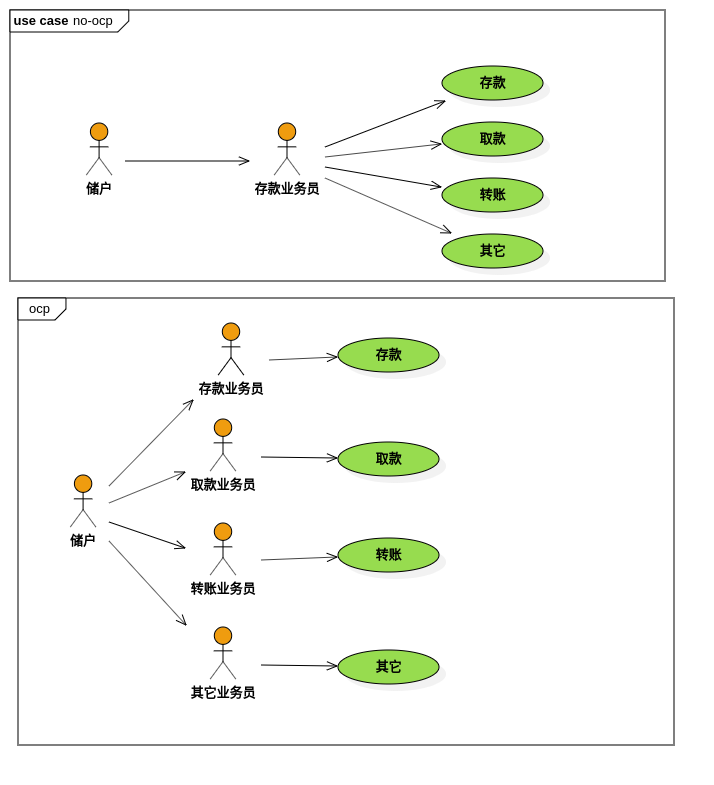 use case no-ocp
储户
存款业务员
存款
取款
转账
其它
ocp
储户
存款业务员
存款
取款业务员
取款
转账业务员
转账
其它业务员
其它